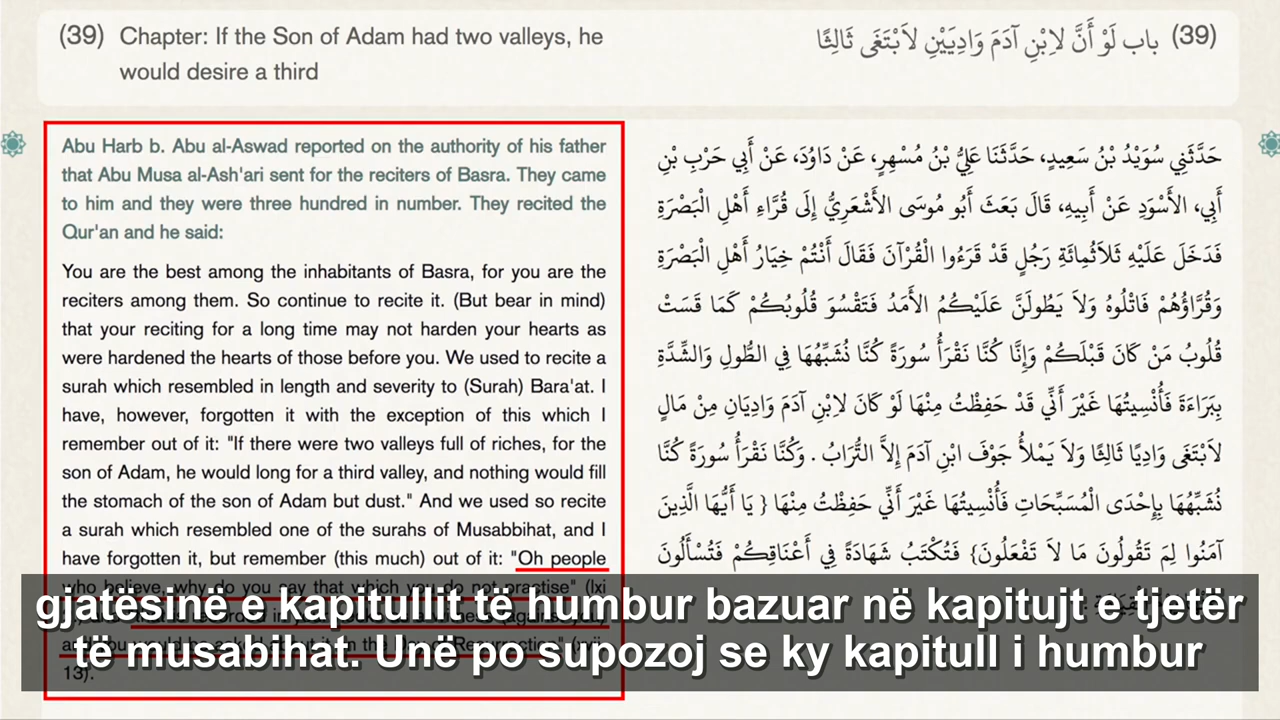 (39) Chapter: If the Son of Adam had two valleys, he
would desire a third
(39) باب لَوْ أَنَّ لاِبْنِ آدَمَ وَادِيَيْنِ لاَبْتَغَى ثَالِثًا
Abu Harb b. Abu al-Aswad reported on the authority of his father
that Abu Musa al-Ash'ari sent for the reciters of Basra. They came
to him and they were three hundred in number. They recited the
Qur'an and he said:
You are the best among the inhabitants of Basra, for you are the
reciters among them. So continue to recite it. (But bear in mind)
that your reciting for a long time may not harden your hearts as
were hardened the hearts of those before you. We used to recite a
surah which resembled in length and severity to (Surah) Bara'at. I
have, however, forgotten it with the exception of this which I
remember out of it: "If there were two valleys full of riches, for the
son of Adam, he would long for a third valley, and nothing would fill
the stomach of the son of Adam but dust." And we used so recite
a surah which resembled one of the surahs of Musabbihat, and I
have forgotten it, but remember (this much) out of it: "Oh people
who believe, why do you say that which you do not practise" (lxi
13).
حَدَّثَنِي سُوَيْدُ بْنُ سَعِيدٍ، حَدَّثَنَا عَلِيُّ بْنُ مُسْهِرٍ، عَنْ دَاوُدَ، عَنْ أَبِي حَرْبِ بْنِ
أَبِي، الأَسْوَدِ عَنْ أَبِيهِ، قَالَ بَعَثَ أَبُو مُوسَى الأَشْعَرِيُّ إِلَى قُرَّاءِ أَهْلِ الْبَصْرَةِ
فَدَخَلَ عَلَيْهِ ثَلاَثُمِائَةِ رَجُلٍ قَدْ قَرَءُوا الْقُرْآنَ فَقَالَ أَنْتُمْ خِيَارُ أَهْلِ الْبَصْرَةِ
وَقُرَّاؤُهُمْ فَاتْلُوهُ وَلاَ يَطُولَنَّ عَلَيْكُمُ الأَمَدُ فَتَقْسُوَ قُلُوبُكُمْ كَمَا قَسَتْ
قُلُوبُ مَنْ كَانَ قَبْلَكُمْ وَإِنَّا كُنَّا نَقْرَأُ سُورَةً كُنَّا نُشَبِّهُهَا فِي الطُّولِ وَالشِّدَّةِ
بِبَرَاءَةَ فَأُنْسِيتُهَا غَيْرَ أَنِّي قَدْ حَفِظْتُ مِنْهَا لَوْ كَانَ لاِبْنِ آدَمَ وَادِيَانِ مِنْ مَالٍ
لاَبْتَغَى وَادِيًا ثَالِثًا وَلاَ يَمْلأُ جَوْفَ ابْنِ آدَمَ إِلاَّ التُّرَابُ . وَكُنَّا نَقْرَأُ سُورَةً كُنَّا
نُشَبِّهُهَا بِإِحْدَى الْمُسَبِّحَاتِ فَأُنْسِيتُهَا غَيْرَ أَنِّي حَفِظْتُ مِنْهَا { يَا أَيُّهَا الَّذِينَ
آمَنُوا لِمَ تَقُولُونَ مَا لاَ تَفْعَلُونَ} فَتُكْتَبُ شَهَادَةً فِي أَعْنَاقِكُمْ فَتُسْأَلُونَ
gjatësinë e kapitullit të humbur bazuar në kapitujt e tjetër
të musabihat. Unë po supozoj se ky kapitull i humbur